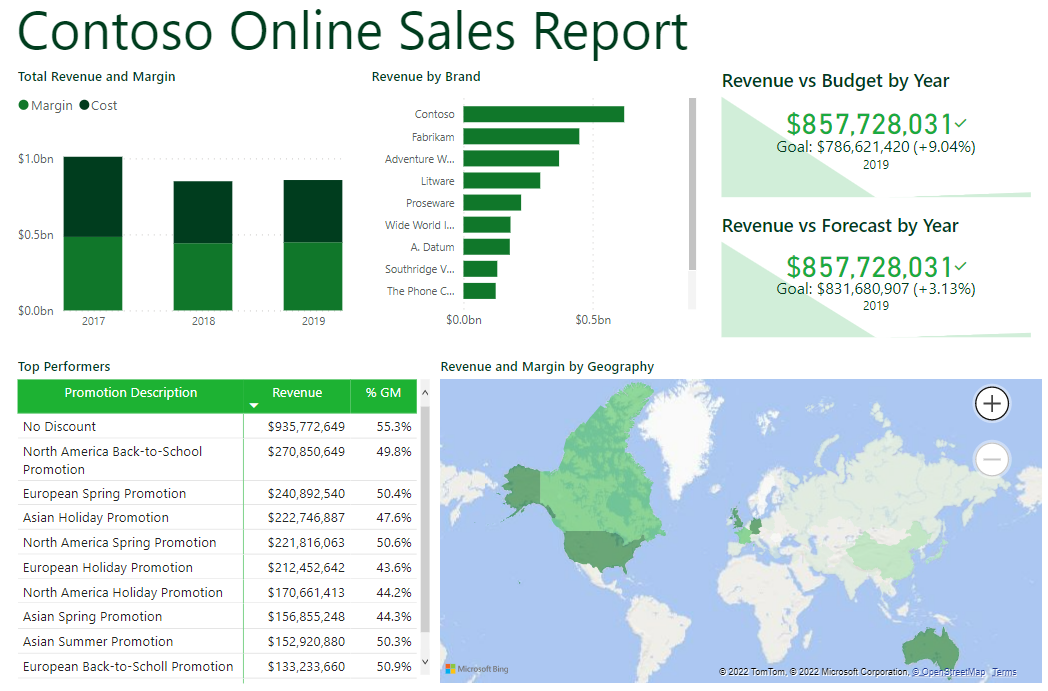 Contoso Online Sales Report
Total Revenue and Margin
Margin Cost
$1.0bn
$0.5bn
$0.0bn
2017 2018 2019
Revenue by Brand
Contoso
Fabrikam
Adventure W...
Litware
Proseware
Wide World I...
A. Datum
Southridge V...
The Phone C...
$0.0bn $0.5bn
Revenue vs Budget by Year
$857,728,031
Goal: $786,621,420 (+9.04%)
2019
Revenue vs Forecast by Year
$857,728,031
Goal: $831,680,907 (+3.13%)
2019
Top Performers
Promotion Description Revenue % GM
No Discount $935,772,649 55.3%
North America Back-to-School $270,850,649 49.8%
Promotion
European Spring Promotion $240,892,540 50.4%
Asian Holiday Promotion $222,746,887 47.6%
North America Spring Promotion $221,816,063 50.6%
European Holiday Promotion $212,452,642 43.6%
North America Holiday Promotion $170,661,413 44.2%
Asian Spring Promotion $156,855,248 44.3%
Asian Summer Promotion $152,920,880 50.3%
European Back-to-Scholl Promotion $133,233,660 50.9%
Revenue and Margin by Geography
Microsoft Bing
© 2022 TomTom, © 2022 Microsoft Corporation, © OpenStreetMap Terms